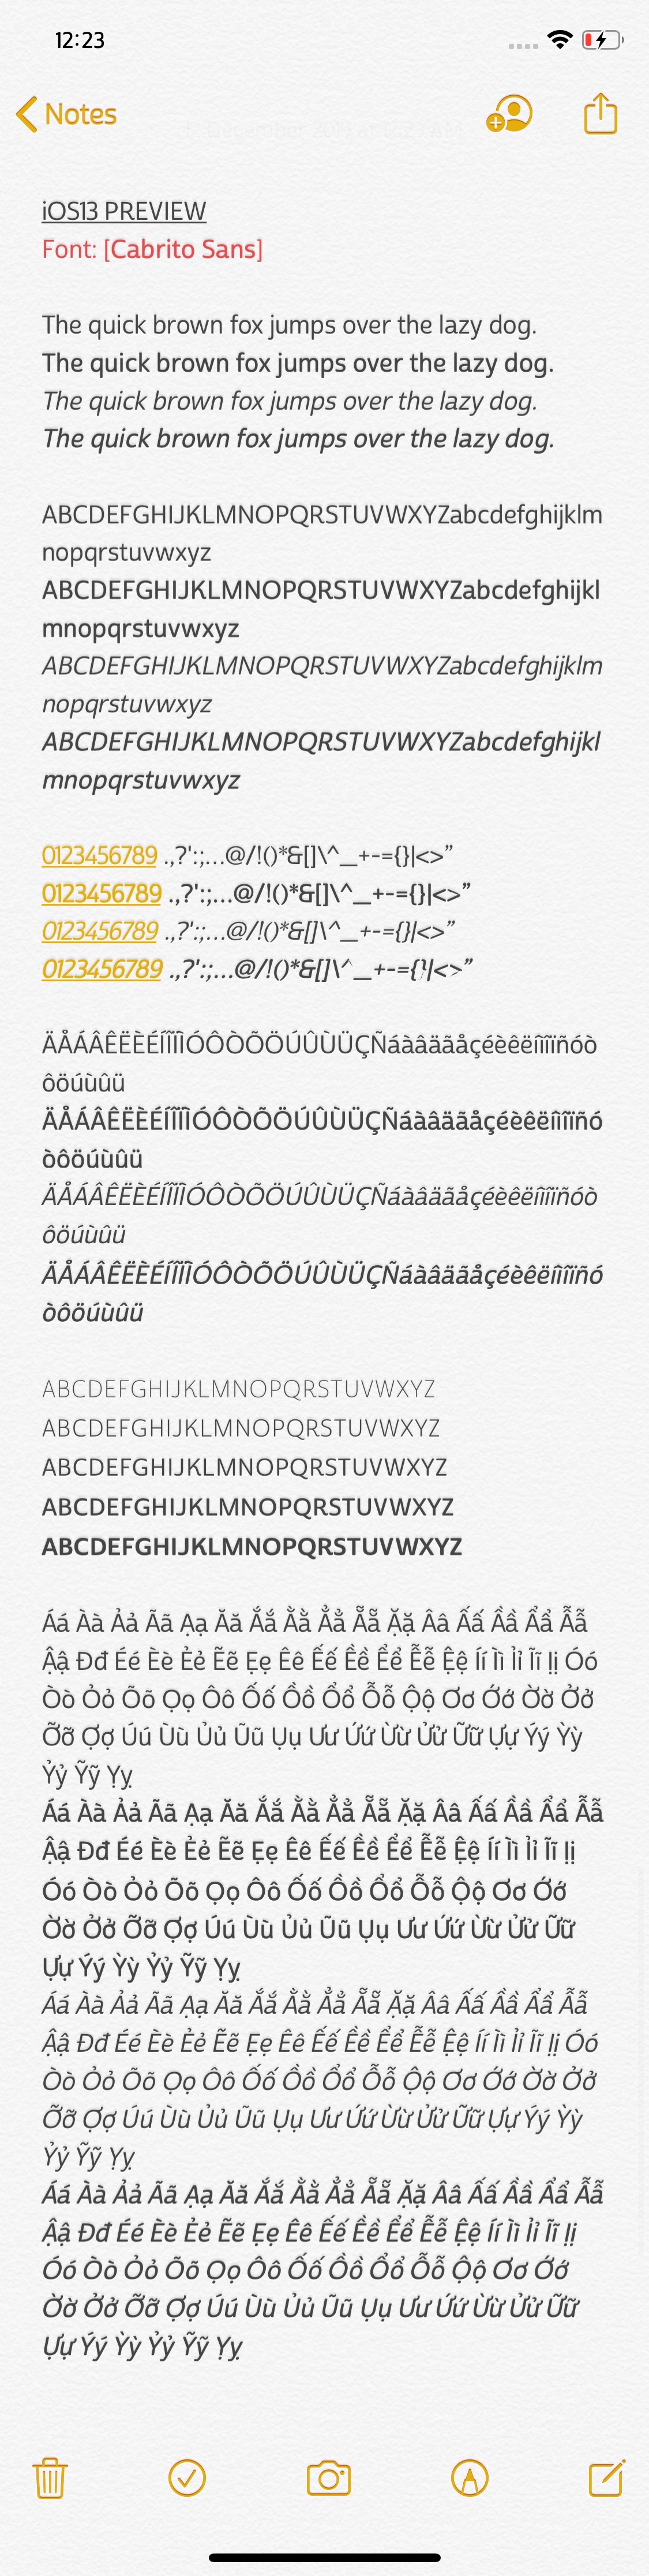 12:23
Notes
iOS13 PREVIEW
Font: [Cabrito Sans]
The quick brown fox jumps over the lazy dog.
The quick brown fox jumps over the lazy dog.
The quick brown fox jumps over the lazy dog.
The quick brown fox jumps over the lazy dog.
ABCDEFGHIJKLMNOPQRSTUVWXYZabcdefghijklm
nopqrstuvwxyz
ABCDEFGHIJKLMNOPQRSTUVWXYZabcdefghijkl
mnopqrstuvwxyz
ABCDEFGHIJKLMNOPQRSTUVWXYZabcdefghijklm
nopqrstuvwxyz
ABCDEFGHIJKLMNOPQRSTUVWXYZabcdefghijkl
mnopqrstuvwxyz
0123456789 .,?':;...@/!()*&[]\^_+-={}|<>”
0123456789 .,?':;...@/!()*&[]\^_+-={}|<>”
0123456789 .,?':;...@/!()*&[]\^_+-={}|<>”
0123456789 .,?':;...@/!()*&[]\^_+-={}|<>”
ÄÅÁÂÊËÈÉÍÎÏÌÓÔÒÕÖÚÛÙÜÇÑáàâäãåçéèêëíìîïñóò
ôöúùûü
ÄÅÁÂÊËÈÉÍÎÏÌÓÔÒÕÖÚÛÙÜÇÑáàâäãåçéèêëíìîïñó
òôöúùûü
ÄÅÁÂÊËÈÉÍÎÏÌÓÔÒÕÖÚÛÙÜÇÑáàâäãåçéèêëíìîïñóò
ôöúùûü
ÄÅÁÂÊËÈÉÍÎÏÌÓÔÒÕÖÚÛÙÜÇÑáàâäãåçéèêëíìîïñó
òôöúùûü
ABCDEFGHIJKLMNOPQRSTUVWXYZ
ABCDEFGHIJKLMNOPQRSTUVWXYZ
ABCDEFGHIJKLMNOPQRSTUVWXYZ
ABCDEFGHIJKLMNOPQRSTUVWXYZ
ABCDEFGHIJKLMNOPQRSTUVWXYZ
Áá Àà Ảả Ãã Ạạ Ăă Ắắ Ằằ Ẳẳ Ẵẵ Ặặ Ââ Ấấ Ầầ Ẩẩ Ẫẫ
Ậậ Đđ Éé Èè Ẻẻ Ẽẽ Ẹẹ Êê Ếế Ềề Ểể Ễễ Ệệ Íí Ìì Ỉỉ Ĩĩ Ịị Óó
Òò Ỏỏ Õõ Ọọ Ôô Ốố Ồồ Ổổ Ỗỗ Ộộ Ơơ Ớớ Ờờ Ởở
Ỡỡ Ợợ Úú Ùù Ủủ Ũũ Ụụ Ưư Ứứ Ừừ Ửử Ữữ Ựự Ýý Ỳỳ
Ỷỷ Ỹỹ Ỵỵ
Áá Àà Ảả Ãã Ạạ Ăă Ắắ Ằằ Ẳẳ Ẵẵ Ặặ Ââ Ấấ Ầầ Ẩẩ Ẫẫ
Ậậ Đđ Éé Èè Ẻẻ Ẽẽ Ẹẹ Êê Ếế Ềề Ểể Ễễ Ệệ Íí Ìì Ỉỉ Ĩĩ Ịị
Óó Òò Ỏỏ Õõ Ọọ Ôô Ốố Ồồ Ổổ Ỗỗ Ộộ Ơơ Ớớ
Ờờ Ởở Ỡỡ Ợợ Úú Ùù Ủủ Ũũ Ụụ Ưư Ứứ Ừừ Ửử Ữữ
Ựự Ýý Ỳỳ Ỷỷ Ỹỹ Ỵỵ
Áá Àà Ảả Ãã Ạạ Ăă Ắắ Ằằ Ẳẳ Ẵẵ Ặặ Ââ Ấấ Ầầ Ẩẩ Ẫẫ
Ậậ Đđ Éé Èè Ẻẻ Ẽẽ Ẹẹ Êê Ếế Ềề Ểể Ễễ Ệệ Íí Ìì Ỉỉ Ĩĩ Ịị Óó
Òò Ỏỏ Õõ Ọọ Ôô Ốố Ồồ Ổổ Ỗỗ Ộộ Ơơ Ớớ Ờờ Ởở
Ỡỡ Ợợ Úú Ùù Ủủ Ũũ Ụụ Ưư Ứứ Ừừ Ửử Ữữ Ựự Ýý Ỳỳ
Ỷỷ Ỹỹ Ỵỵ
Áá Àà Ảả Ãã Ạạ Ăă Ắắ Ằằ Ẳẳ Ẵẵ Ặặ Ââ Ấấ Ầầ Ẩẩ Ẫẫ
Ậậ Đđ Éé Èè Ẻẻ Ẽẽ Ẹẹ Êê Ếế Ềề Ểể Ễễ Ệệ Íí Ìì Ỉỉ Ĩĩ Ịị
Óó Òò Ỏỏ Õõ Ọọ Ôô Ốố Ồồ Ổổ Ỗỗ Ộộ Ơơ Ớớ
Ờờ Ởở Ỡỡ Ợợ Úú Ùù Ủủ Ũũ Ụụ Ưư Ứứ Ừừ Ửử Ữữ
Ựự Ýý Ỳỳ Ỷỷ Ỹỹ Ỵỵ